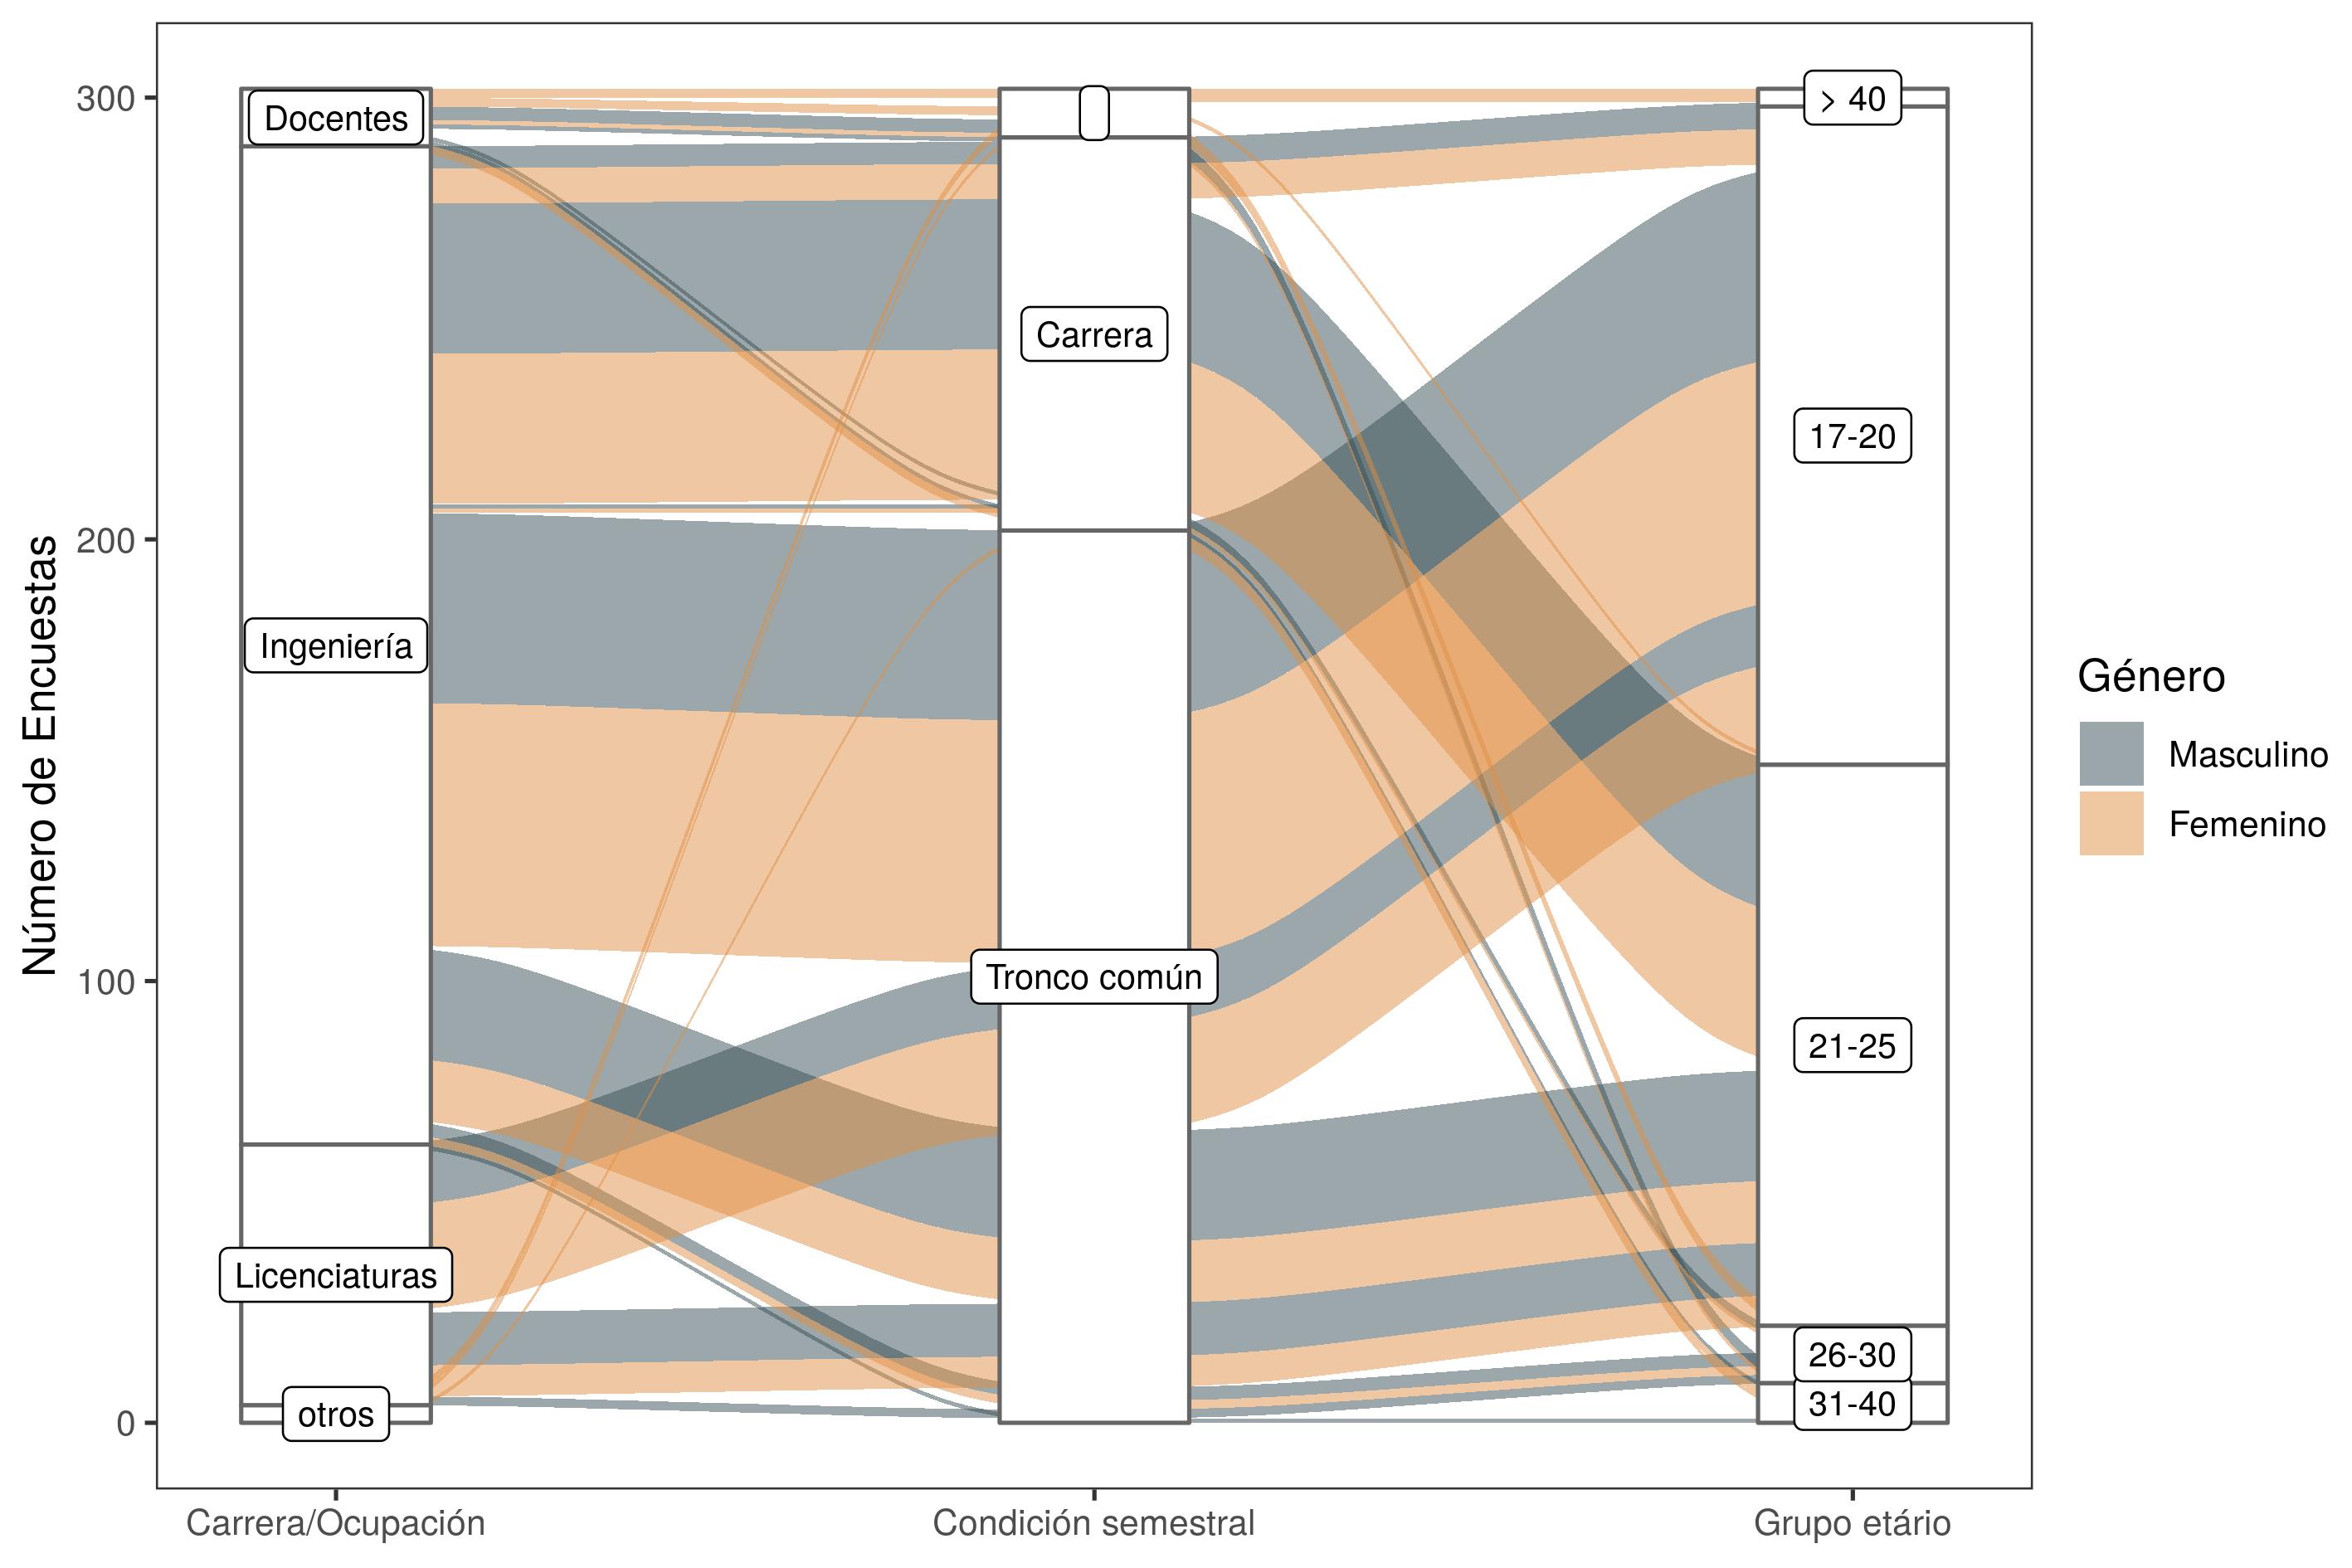 Número de Encuestas
300
200
100
0
Docentes
Ingeniería
Licenciaturas
otros
Carrera
Tronco común
> 40
17-20
21-25
26-30
31-40
Carrera/Ocupación
Condición semestral
Grupo etário
Género
Masculino
Femenino